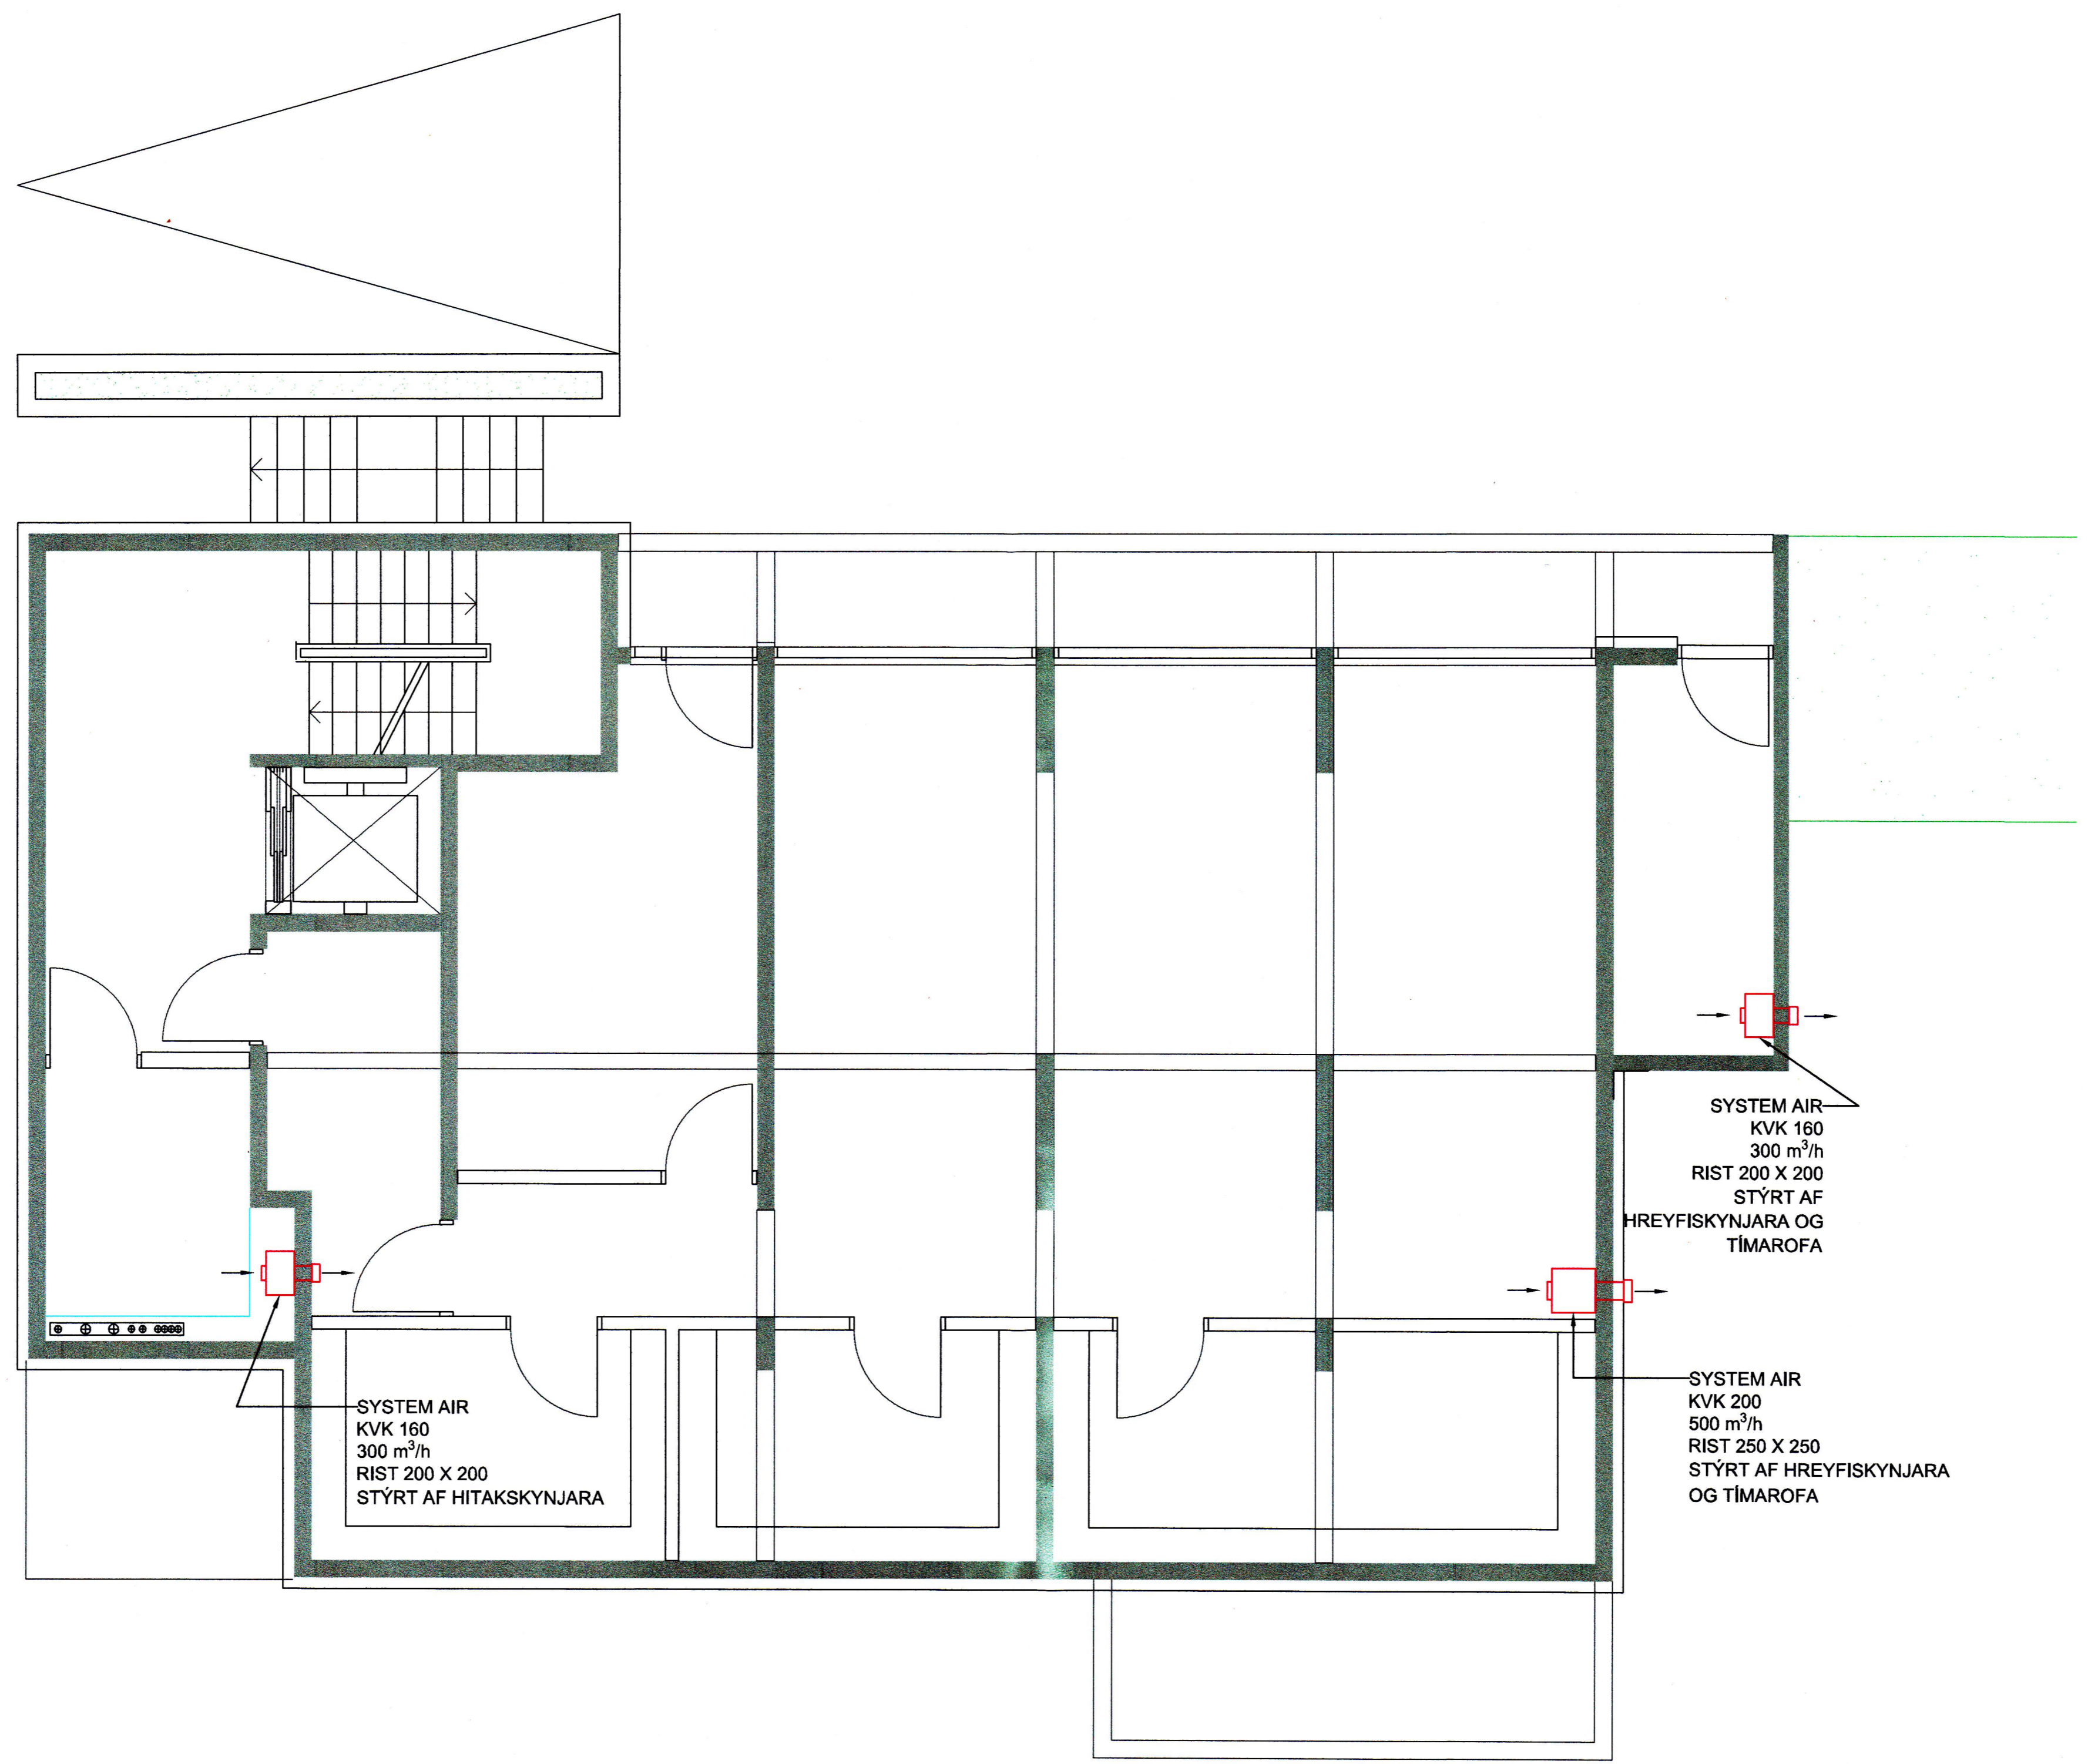 SYSTEM AIR
KVK 160
300 m³/h
RIST 200 X 200
STÝRT AF
HREYFISKYNJARA OG
TÍMAROFA
SYSTEM AIR
KVK 200
500 m³/h
RIST 250 X 250
STÝRT AF HREYFISKYNJARA
OG TÍMAROFA
SYSTEM AIR
KVK 160
300 m³/h
RIST 200 X 200
STÝRT AF HITAKSKYNJARA